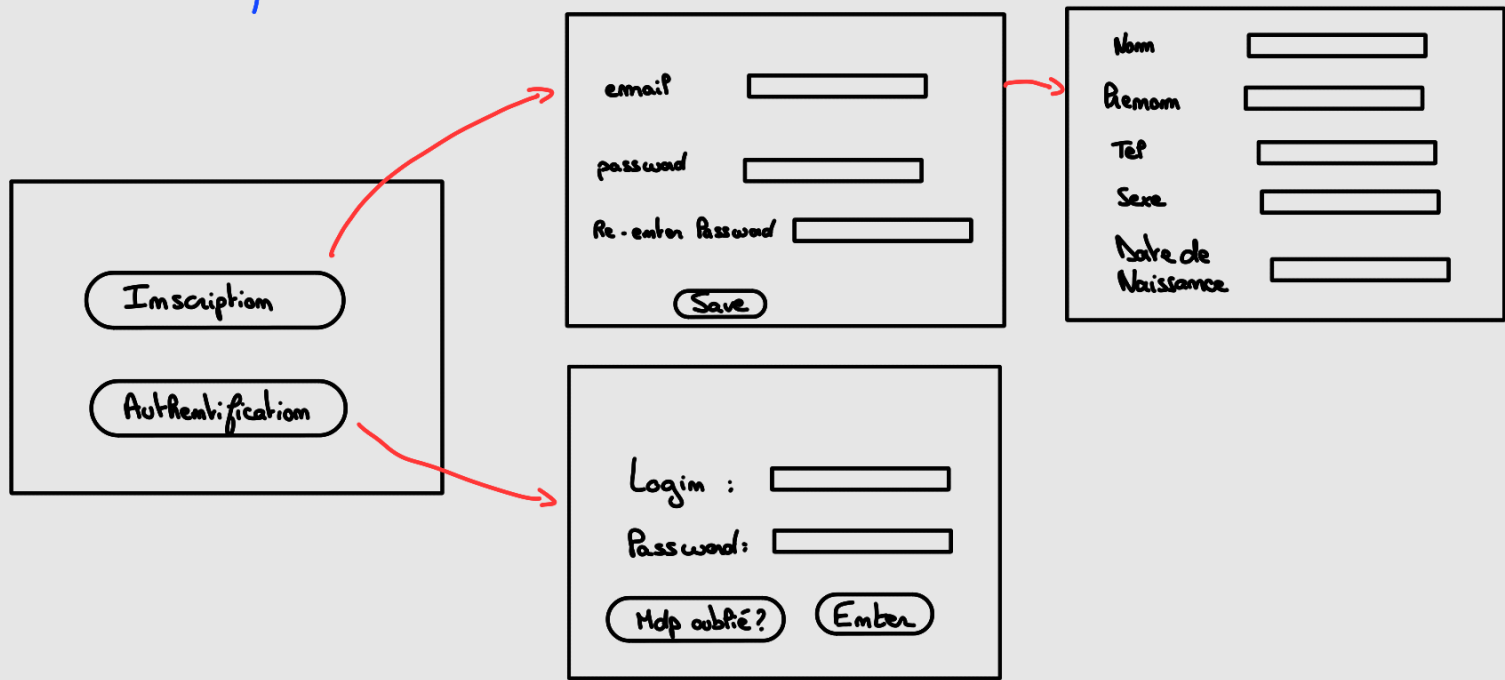 Inscription
Authentification
email
password
Re-enter Password
Save
Nom
Prenom
Tel
Sexe
Date de
Naissance
Login :
Password:
Mdp oublié?
Enter